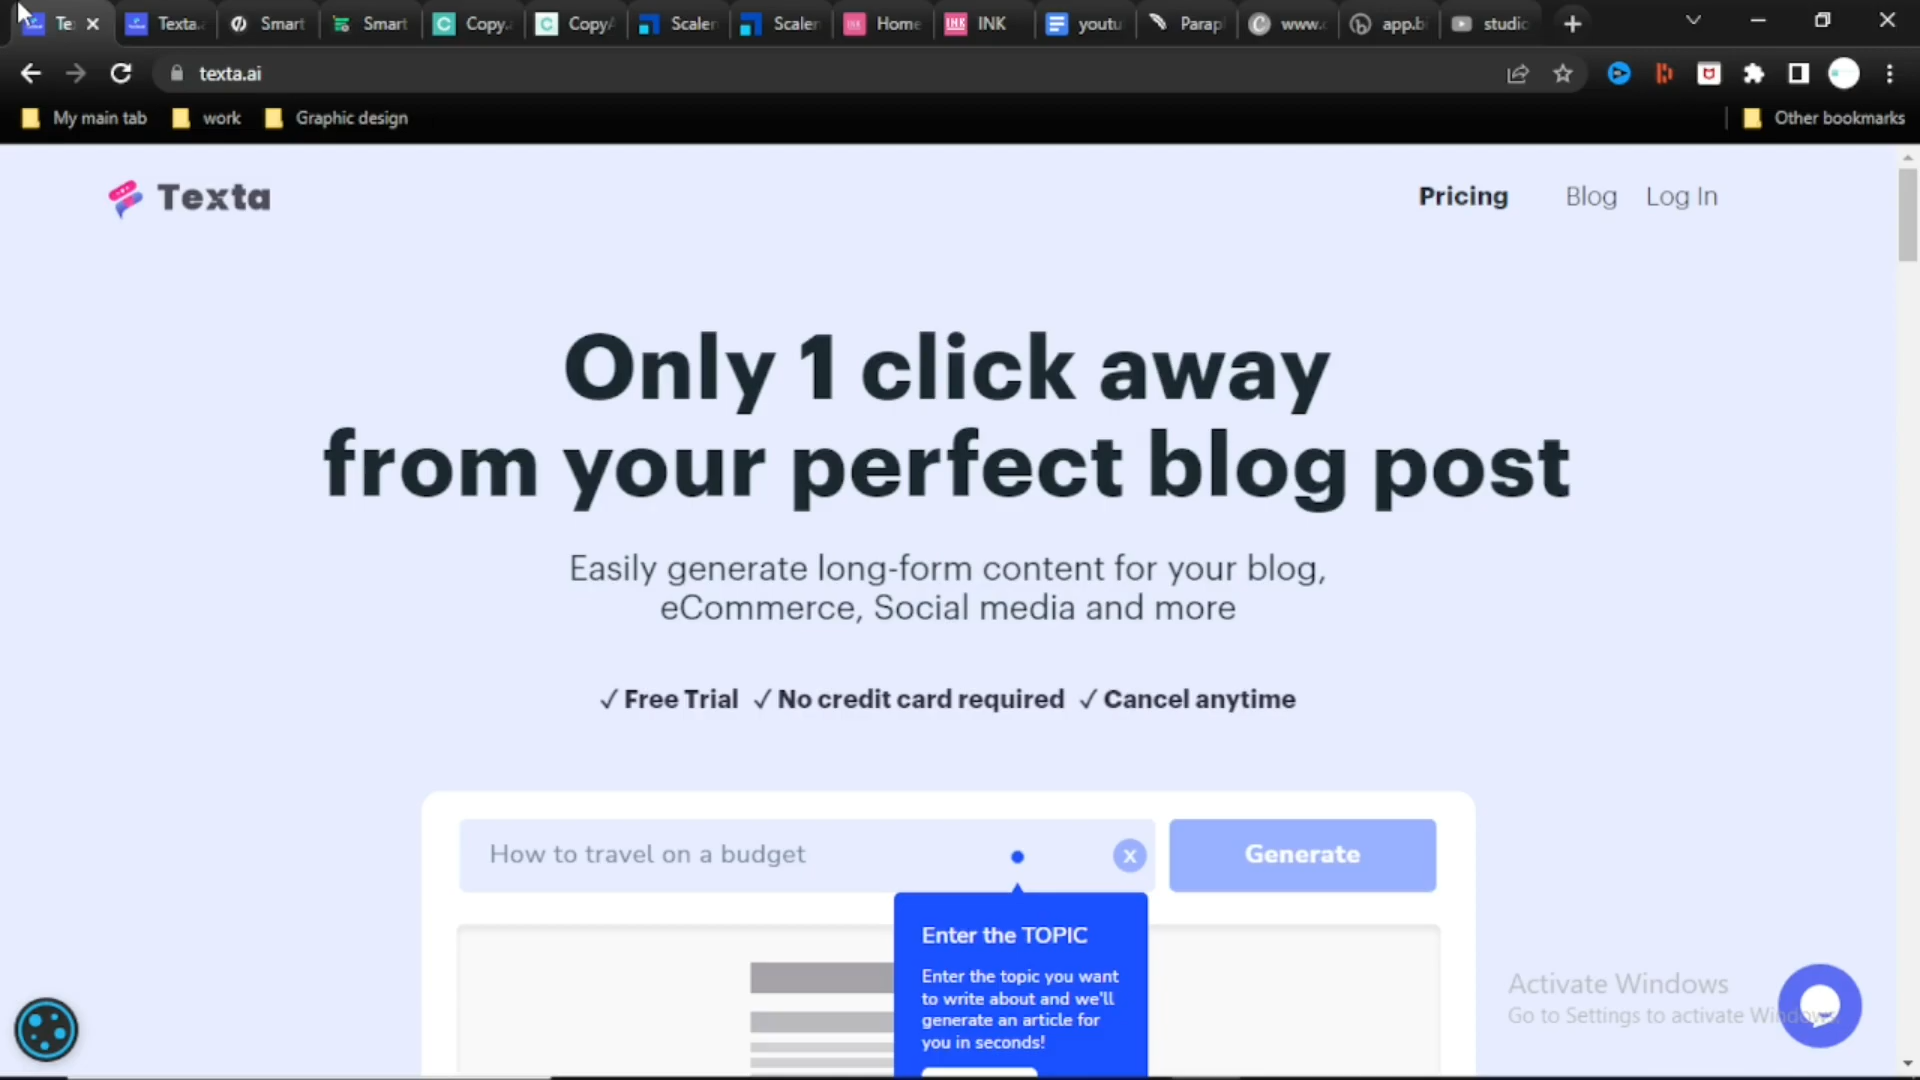 Te
Texta.
Smart
Smart
Copy.
Copy
Scaler
Scaler
INK
Home
INK
INK
youtu
Parap
www.
app.b
studio
texta.ai
My main tab
work
Graphic design
Other bookmarks
Texta
Pricing
Blog
Log In
Only 1 click away
from your perfect blog post
Easily generate long-form content for your blog,
eCommerce, Social media and more
✓ Free Trial ✓ No credit card required ✓ Cancel anytime
How to travel on a budget
X
Generate
Enter the TOPIC
Enter the topic you want
to write about and we'll
generate an article for
you in seconds!
Activate Windows
Go to Settings to activate Windows.